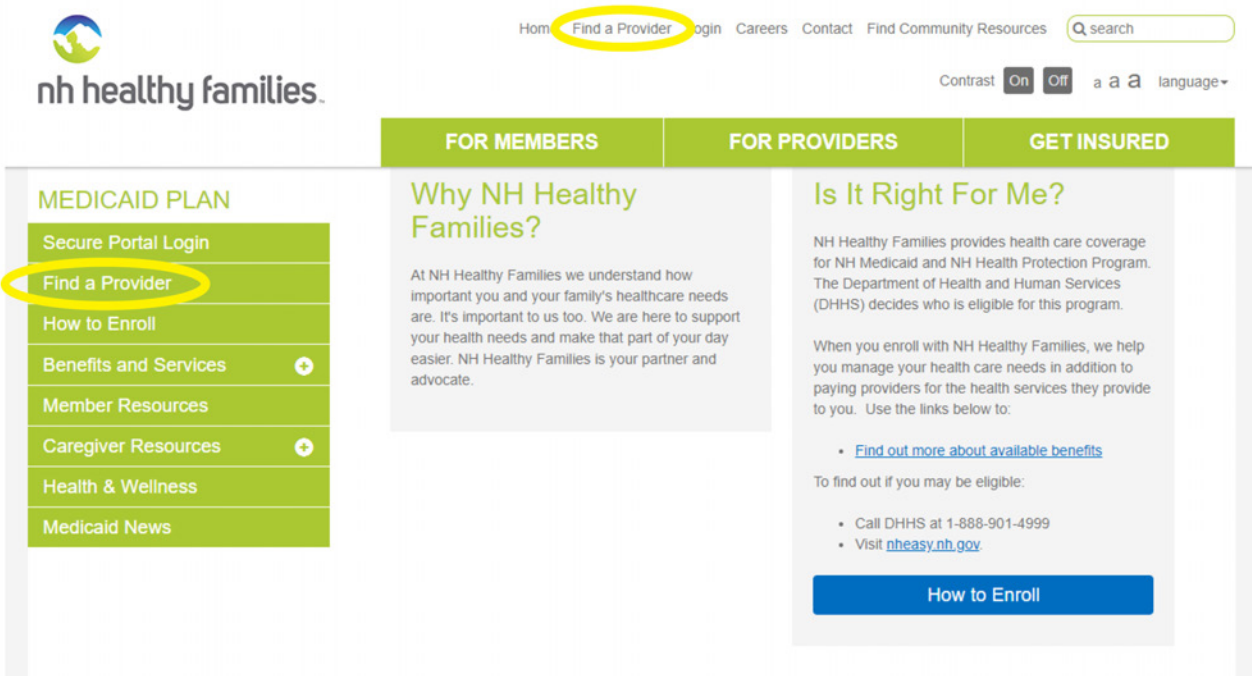 Home Find a Provider Login Careers Contact Find Community Resources search
nh healthy families™
Contrast On Off a a a language
FOR MEMBERS FOR PROVIDERS GET INSURED
MEDICAID PLAN
Secure Portal Login
Find a Provider
How to Enroll
Benefits and Services
Member Resources
Caregiver Resources
Health & Wellness
Medicaid News
Why NH Healthy
Families?
At NH Healthy Families we understand how
important you and your family's healthcare needs
are. It's important to us too. We are here to support
your health needs and make that part of your day
easier. NH Healthy Families is your partner and
advocate.
Is It Right For Me?
NH Healthy Families provides health care coverage
for NH Medicaid and NH Health Protection Program.
The Department of Health and Human Services
(DHHS) decides who is eligible for this program.
When you enroll with NH Healthy Families, we help
you manage your health care needs in addition to
paying providers for the health services they provide
to you. Use the links below to:
• Find out more about available benefits
To find out if you may be eligible:
• Call DHHS at 1-888-901-4999
• Visit nheasy.nh.gov.
How to Enroll